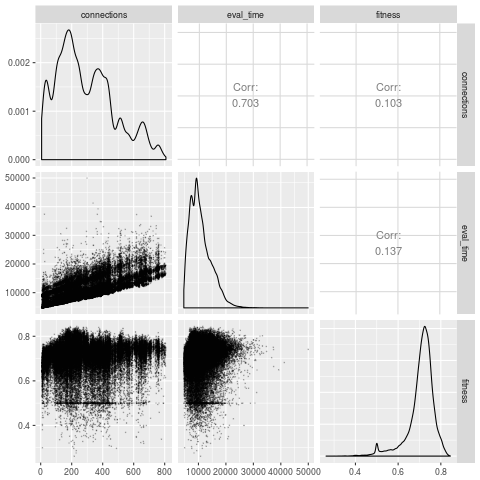 connections eval_time fitness
0.002
0.001
0.000
Corr:
0.703
Corr:
0.103
connections
50000
40000
30000
20000
10000
Corr:
0.137
eval_time
0.8
0.6
0.4
fitness
0 200 400 600 800
10000 20000 30000 40000 50000
0.4 0.6 0.8